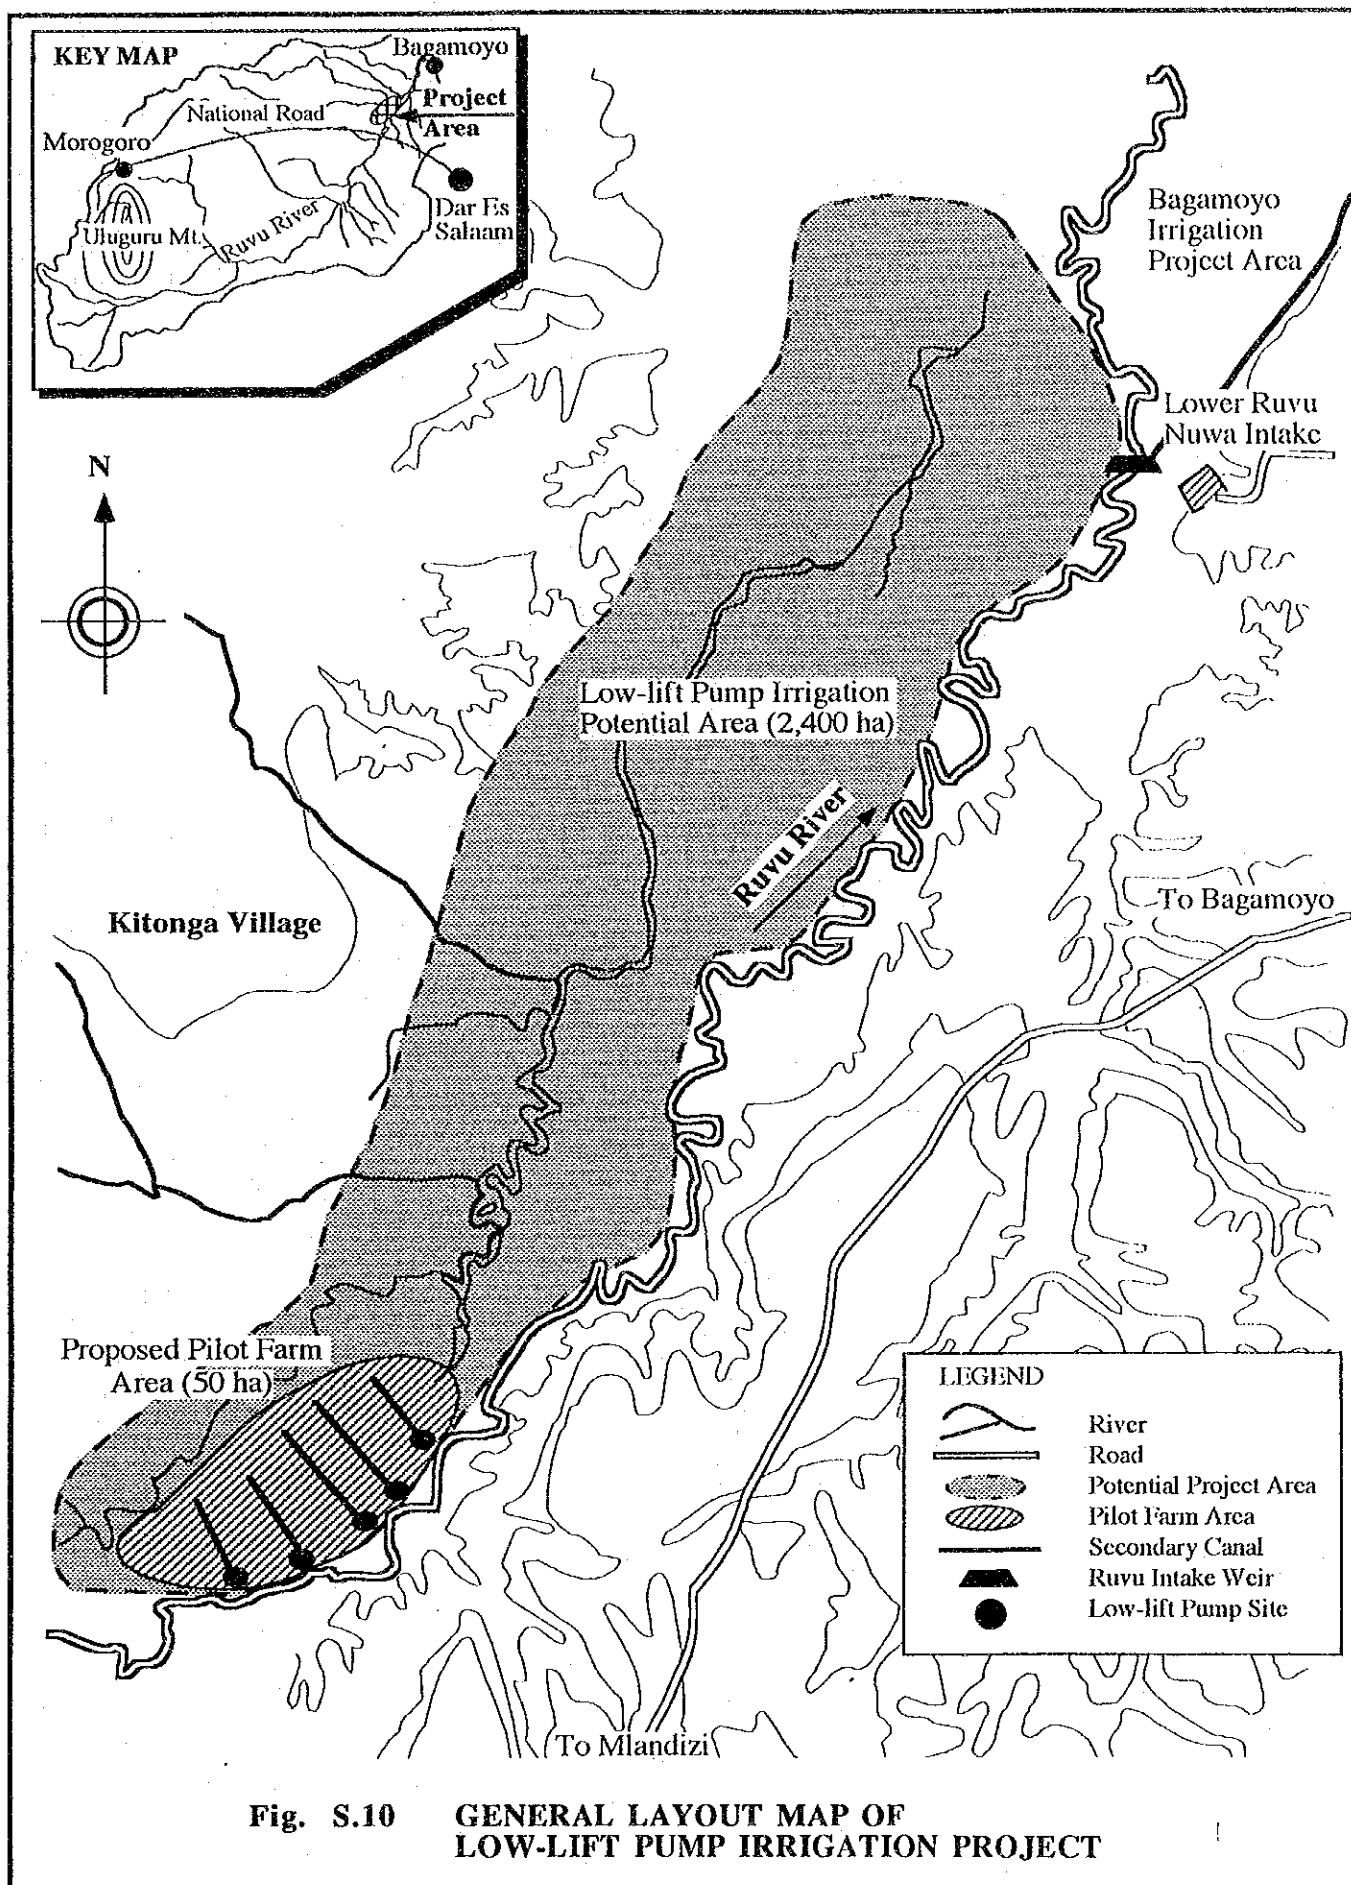 KEY MAP
Bagamoyo
National Road
Project
Area
Morogoro
Uluguru Mt.
Ruvu River
Dar Es
Salaam
Bagamoyo
Irrigation
Project Area
Lower Ruvu
Nuwa Intake
N
Low-lift Pump Irrigation
Potential Area (2,400 ha)
Ruvu River
Kitonga Village
To Bagamoyo
Proposed Pilot Farm
Area (50 ha)
LEGEND
River
Road
Potential Project Area
Pilot Farm Area
Secondary Canal
Ruvu Intake Weir
Low-lift Pump Site
To Mlandizi
Fig. S.10 GENERAL LAYOUT MAP OF
LOW-LIFT PUMP IRRIGATION PROJECT